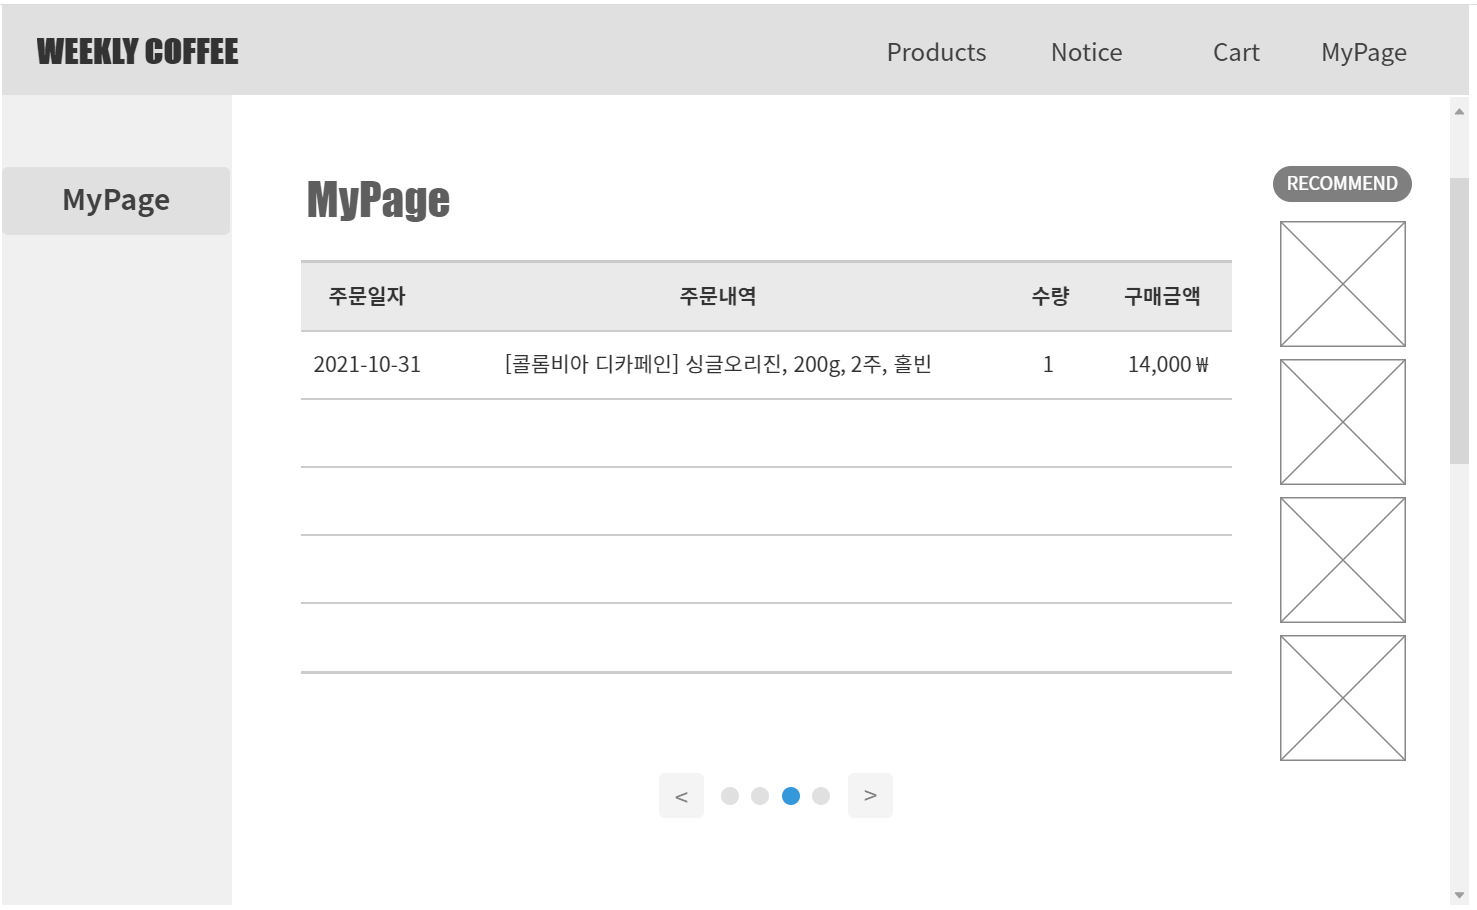 WEEKLY COFFEE Products Notice Cart MyPage
MyPage
MyPage
RECOMMEND
주문일자 주문내역 수량 구매금액
2021-10-31 [콜롬비아 디카페인] 싱글오리진, 200g, 2주, 홀빈 1 14,000₩
< >